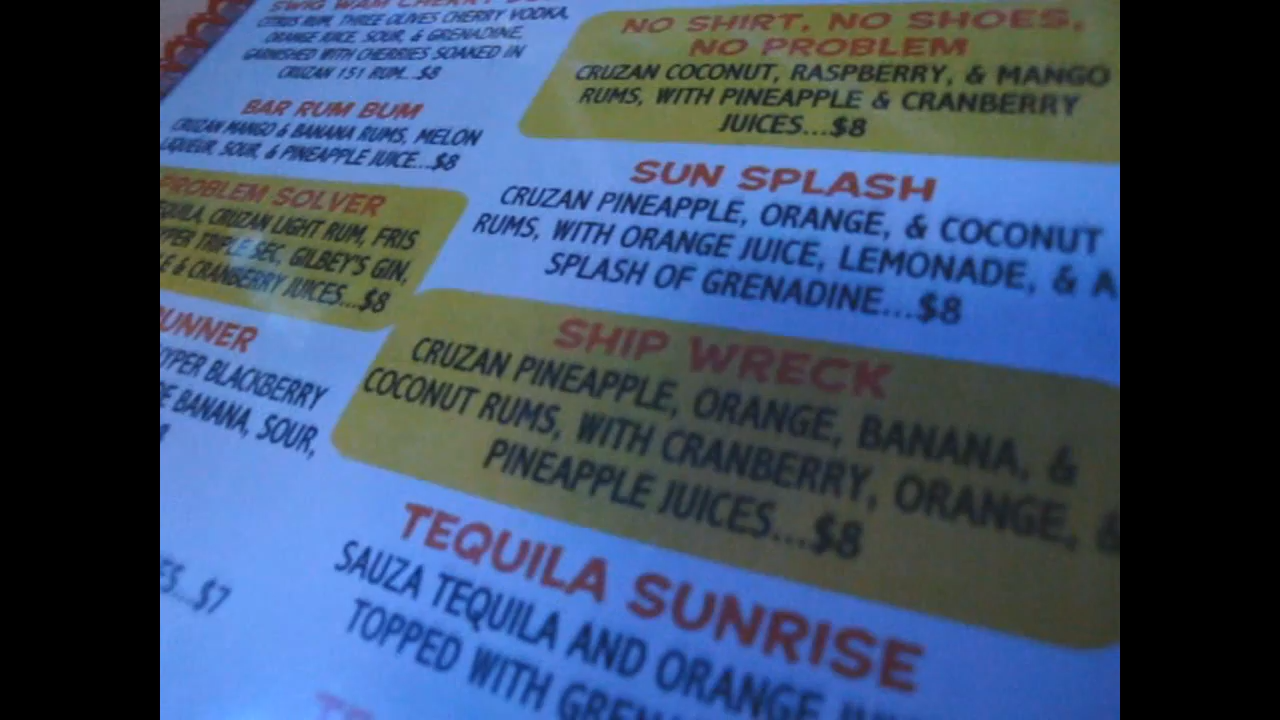 SWIG WAM CHERRY
CITRUS RUM, THREE OLIVES CHERRY VODKA,
ORANGE JUICE, SOUR, & GRENADINE,
GARNISHED WITH CHERRIES SOAKED IN
CRUZAN 151 RUM...$8
BAR RUM BUM
CRUZAN MANGO & BANANA RUMS, MELON
LIQUEUR, SOUR, & PINEAPPLE JUICE...$8
PROBLEM SOLVER
CRUZAN LIGHT RUM, FRIS
TRIPLE SEC, GILBEY'S GIN,
& CRANBERRY JUICES...$8
BLACKBERRY
BANANA, SOUR,
$7
NO SHIRT, NO SHOES,
NO PROBLEM
CRUZAN COCONUT, RASPBERRY, & MANGO
RUMS, WITH PINEAPPLE & CRANBERRY
JUICES...$8
SUN SPLASH
CRUZAN PINEAPPLE, ORANGE, & COCONUT
RUMS, WITH ORANGE JUICE, LEMONADE, & A
SPLASH OF GRENADINE...$8
SHIP WRECK
CRUZAN PINEAPPLE, ORANGE, BANANA, &
COCONUT RUMS, WITH CRANBERRY, ORANGE, &
PINEAPPLE JUICES...$8
TEQUILA SUNRISE
SAUZA TEQUILA AND ORANGE
TOPPED WITH